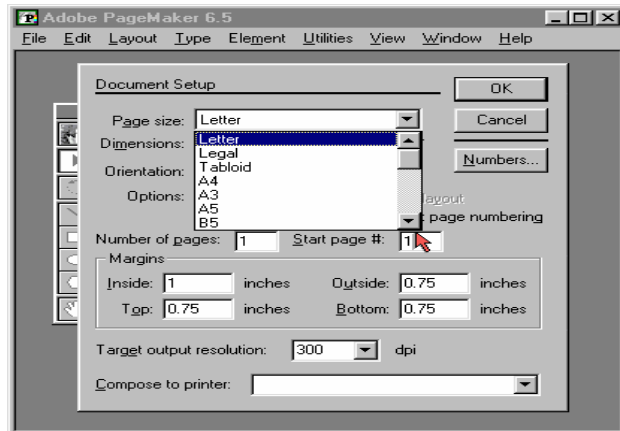 Adobe PageMaker 6.5
File Edit Layout Type Element Utilities View Window Help
Document Setup
OK
Page size: Letter
Cancel
Dimensions:
Letter
Legal
Tabloid
A4
A3
A5
B5
Numbers...
Orientation:
Options:
layout
page numbering
Number of pages: 1 Start page #: 1
Margins
Inside: 1 inches Outside: 0.75 inches
Top: 0.75 inches Bottom: 0.75 inches
Target output resolution: 300 dpi
Compose to printer: